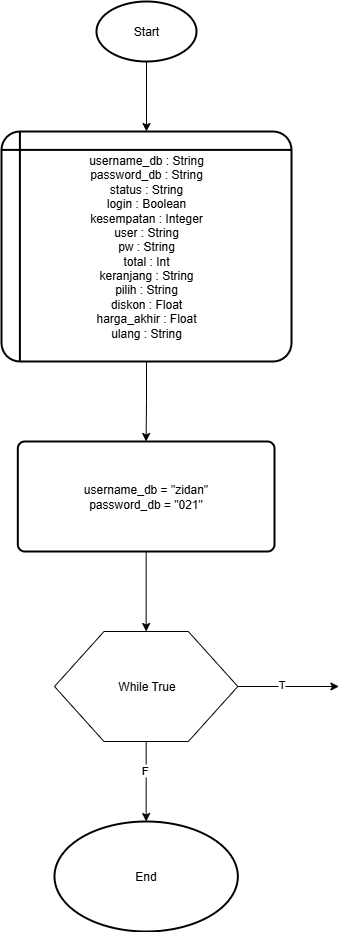 Start
username_db : String
password_db : String
status : String
login : Boolean
kesempatan : Integer
user : String
pw : String
total : Int
keranjang : String
pilih : String
diskon : Float
harga_akhir : Float
ulang : String
username_db = "zidan"
password_db = "021"
While True
T
F
End